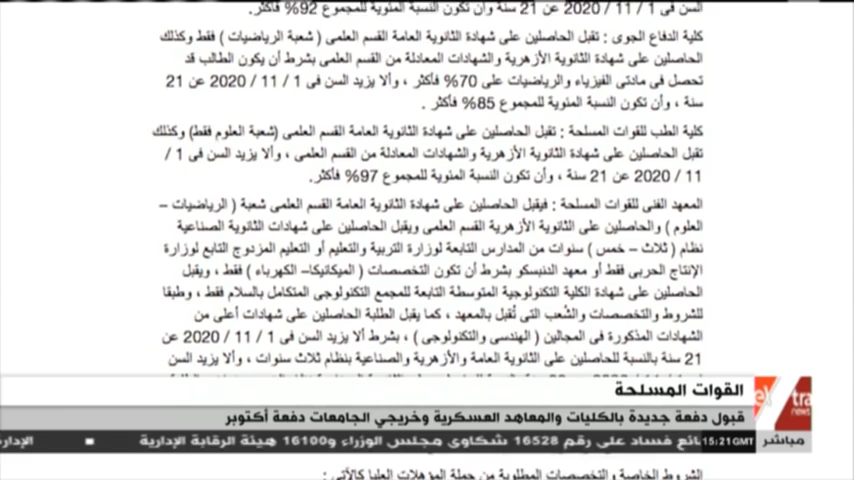 السن فى 1 / 11 / 2020 عن 21 سنة وأن تكون النسبة المئوية للمجموع 92% فأكثر.
كلية الدفاع الجوى : تقبل الحاصلين على شهادة الثانوية العامة القسم العلمى ( شعبة الرياضيات ) فقط وكذلك
الحاصلين على شهادة الثانوية الأزهرية والشهادات المعادلة من القسم العلمى بشرط أن يكون الطالب قد
تحصل فى مادتى الفيزياء والرياضيات على 70% فأكثر ، وألا يزيد السن فى 1 / 11 / 2020 عن 21
سنة ، وأن تكون النسبة المئوية للمجموع 85% فأكثر .
كلية الطب للقوات المسلحة : تقبل الحاصلين على شهادة الثانوية العامة القسم العلمى (شعبة العلوم فقط) وكذلك
تقبل الحاصلين على شهادة الثانوية الأزهرية والشهادات المعادلة من القسم العلمى ، وألا يزيد السن فى 1 /
11 / 2020 عن 21 سنة ، وأن تكون النسبة المئوية للمجموع 97% فأكثر.
المعهد الفنى للقوات المسلحة : فيقبل الحاصلين على شهادة الثانوية العامة القسم العلمى شعبة ( الرياضيات –
العلوم ) والحاصلين على الثانوية الأزهرية القسم العلمى ويقبل الحاصلين على شهادات الثانوية الصناعية
نظام ( ثلاث – خمس ) سنوات من المدارس التابعة لوزارة التربية والتعليم أو التعليم المزدوج التابع لوزارة
الإنتاج الحربى فقط أو معهد الدنبسكو بشرط أن تكون التخصصات ( الميكانيكا– الكهرباء ) فقط ، ويقبل
الحاصلين على شهادة الكلية التكنولوجية المتوسطة التابعة للمجمع التكنولوجى المتكامل بالسلام فقط ، وطبقا
للشروط والتخصصات والشُعب التى تُقبل بالمعهد ، كما يقبل الطلبة الحاصلين على شهادات أعلى من
الشهادات المذكورة فى المجالين ( الهندسى والتكنولوجى ) ، بشرط ألا يزيد السن فى 1 / 11 / 2020 عن
21 سنة بالنسبة للحاصلين على الثانوية العامة والأزهرية والصناعية بنظام ثلاث سنوات ، وألا يزيد السن
القوات المسلحة
قبول دفعة جديدة بالكليات والمعاهد العسكرية وخريجي الجامعات دفعة أكتوبر
extra
news
مباشر
15:21GMT
ائع فساد على رقم 16528 شكاوى مجلس الوزراء و16100 هيئة الرقابة الإدارية
الإدار
الشروط الخاصة والتخصصات المطلوبة من حملة المؤهلات العليا كالآتى :